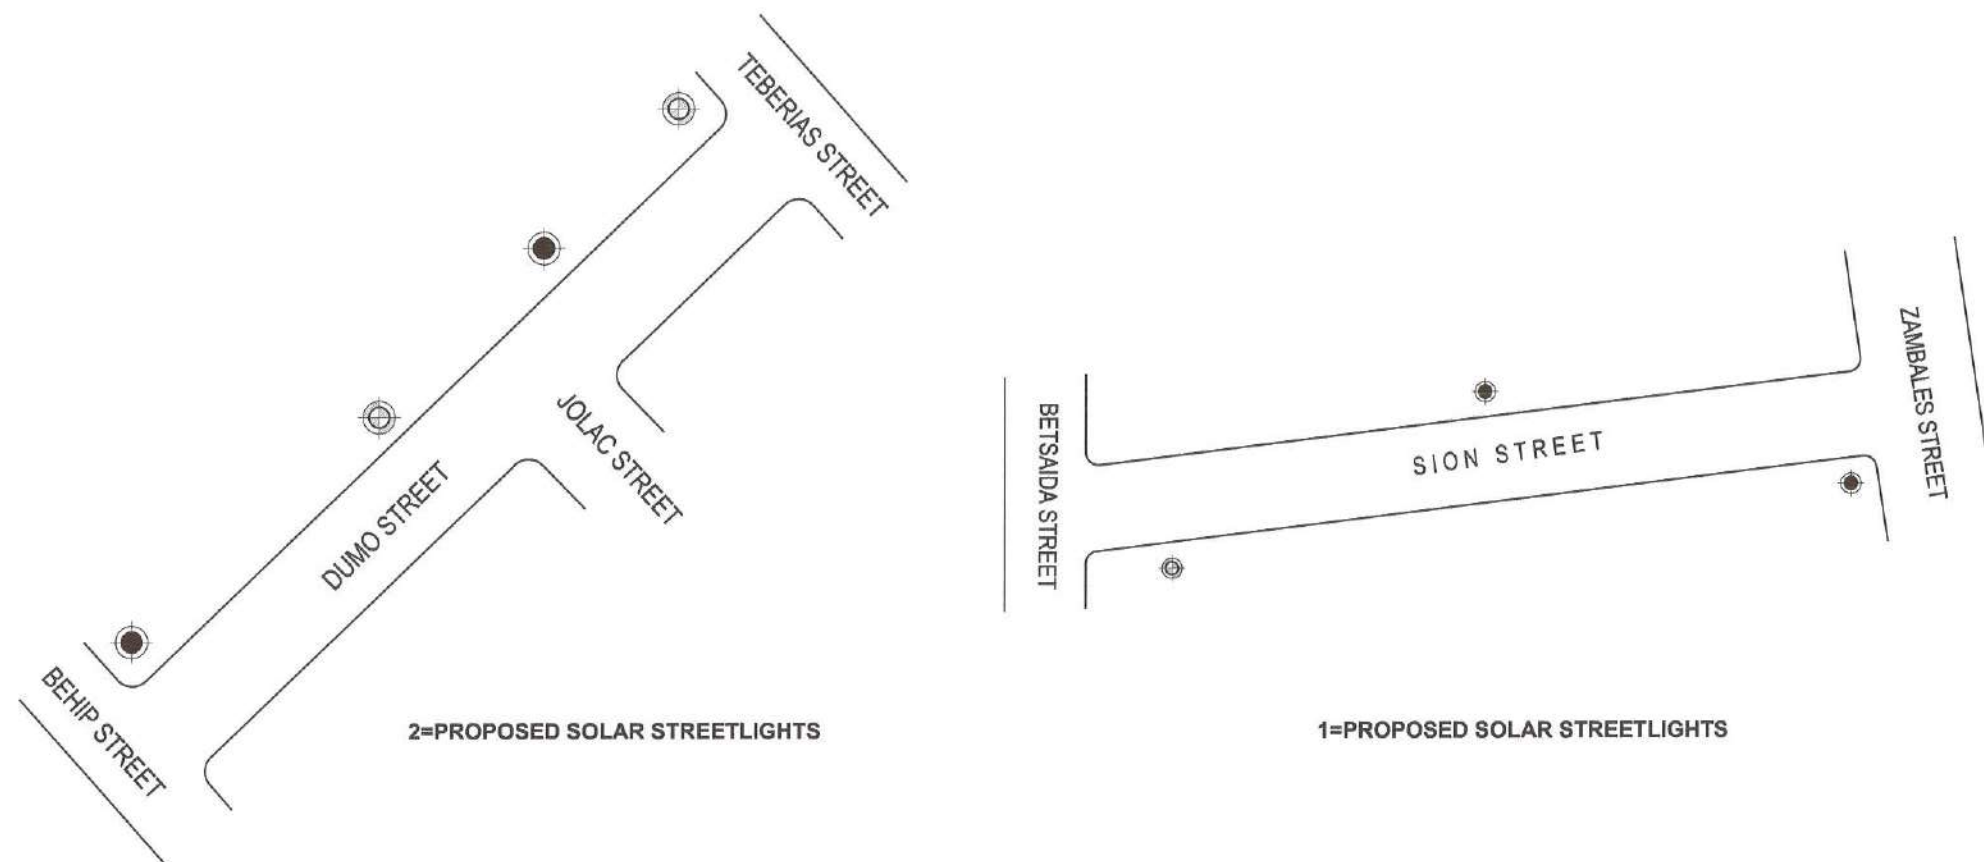 TEBERIAS STREET
JOLAC STREET
DUMO STREET
BEHIP STREET
2=PROPOSED SOLAR STREETLIGHTS
BETSAIDA STREET
SION STREET
ZAMBALES STREET
1=PROPOSED SOLAR STREETLIGHTS